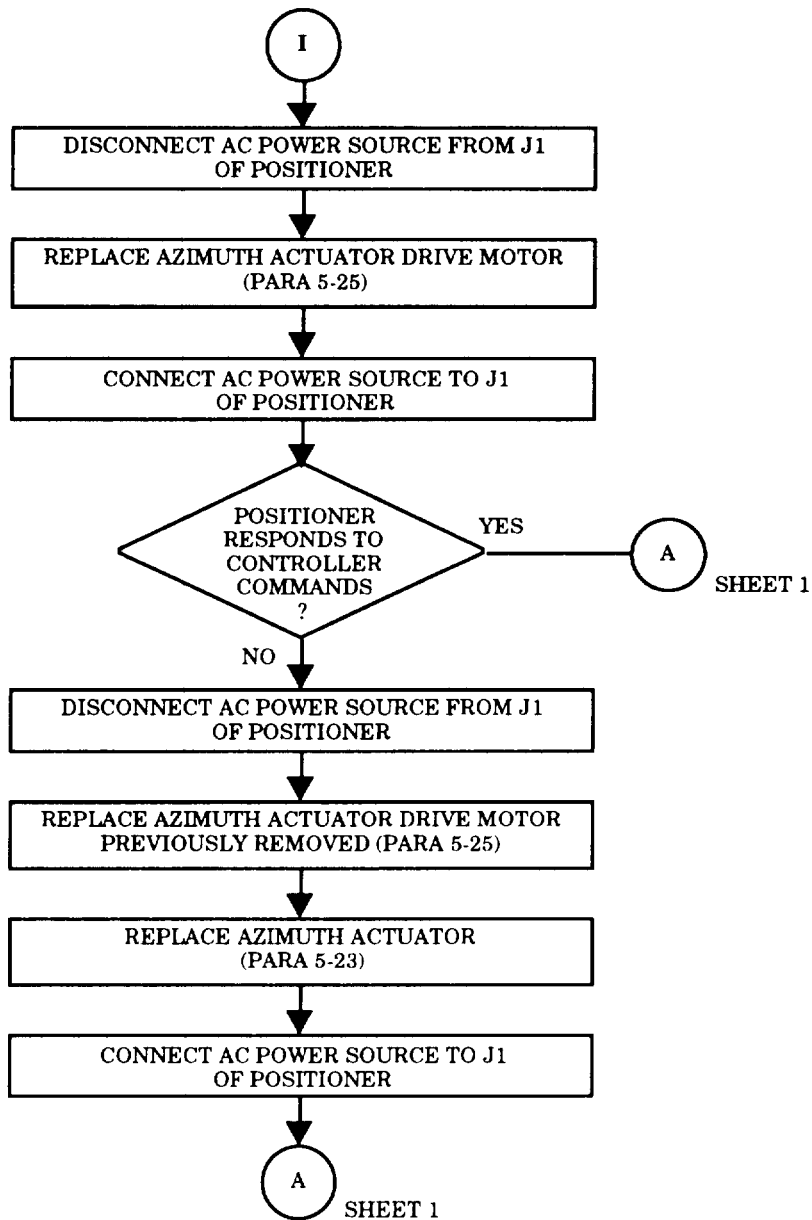 I
DISCONNECT AC POWER SOURCE FROM J1
OF POSITIONER
REPLACE AZIMUTH ACTUATOR DRIVE MOTOR
(PARA 5-25)
CONNECT AC POWER SOURCE TO J1
OF POSITIONER
POSITIONER
RESPONDS TO
CONTROLLER
COMMANDS
?
YES
A
SHEET 1
NO
DISCONNECT AC POWER SOURCE FROM J1
OF POSITIONER
REPLACE AZIMUTH ACTUATOR DRIVE MOTOR
PREVIOUSLY REMOVED (PARA 5-25)
REPLACE AZIMUTH ACTUATOR
(PARA 5-23)
CONNECT AC POWER SOURCE TO J1
OF POSITIONER
A
SHEET 1